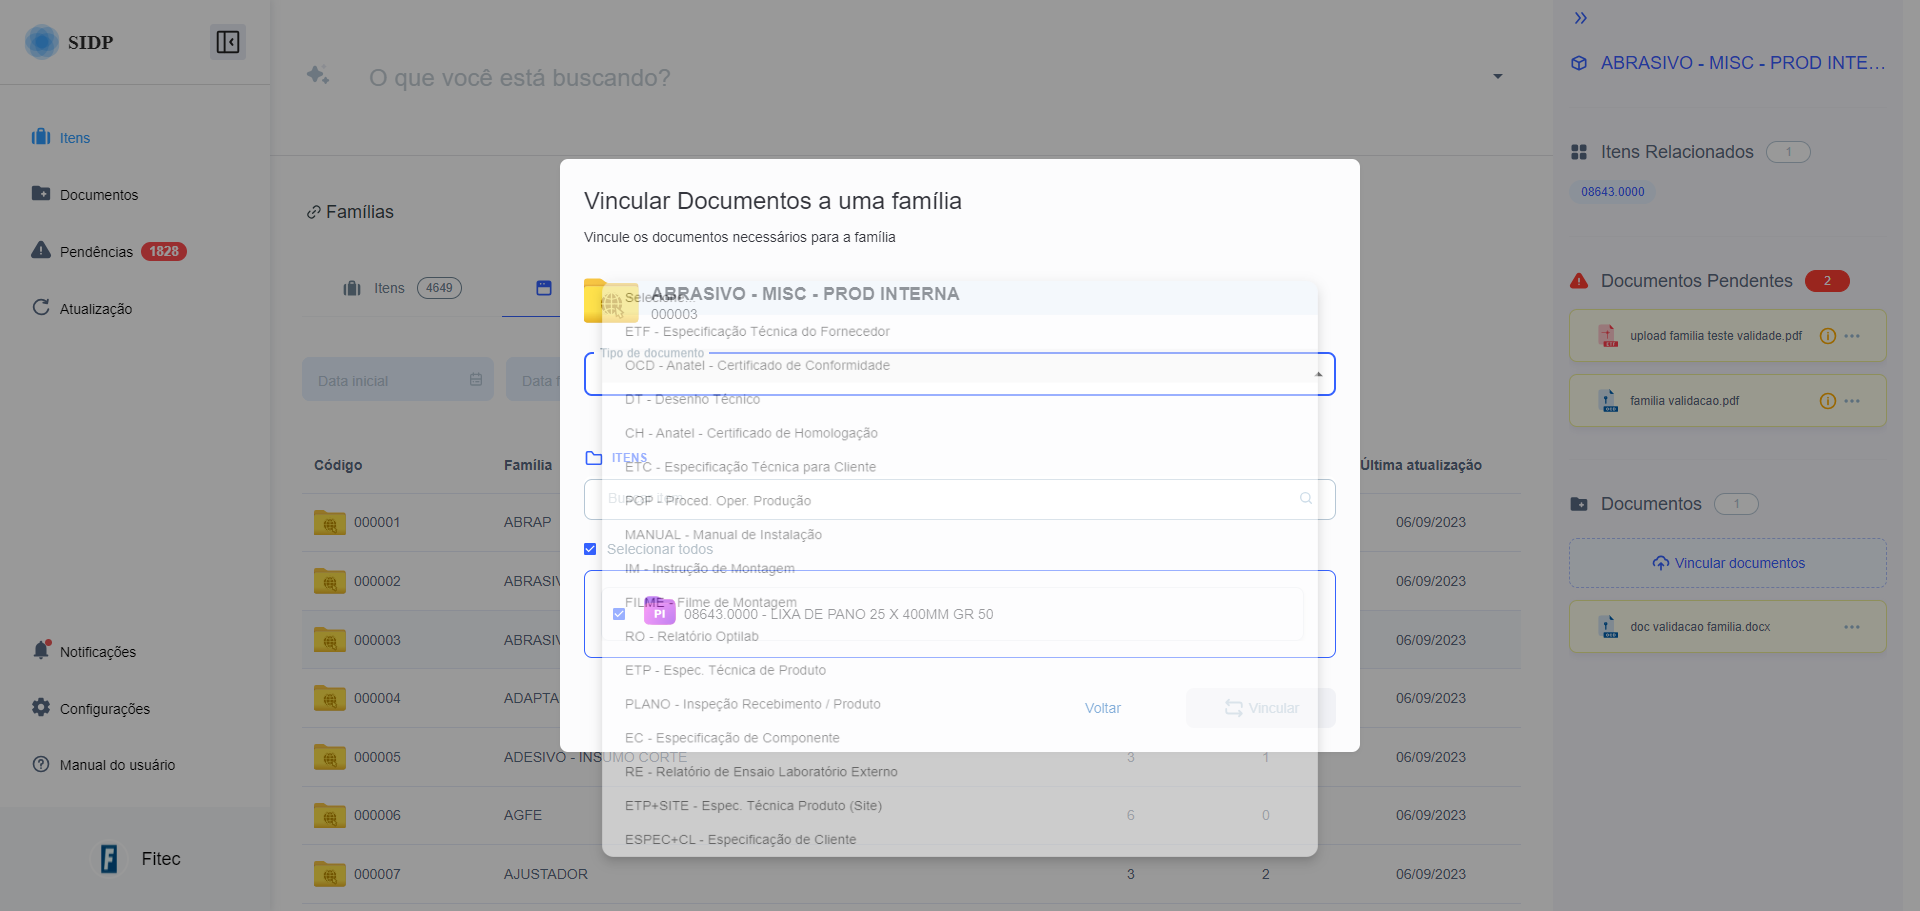 SIDP
Itens
Documentos
Pendências 1828
Atualização
Notificações
Configurações
Manual do usuário
Fitec
O que você está buscando?
Famílias
Itens 4649
Data inicial
Data f
Código
Família
Última atualização
000001 ABRAP 06/09/2023
000002 ABRASIV 06/09/2023
000003 ABRASIV 06/09/2023
000004 ADAPTA 06/09/2023
000005 ADESIVO - INSUMO CORTE 3 1 06/09/2023
000006 AGFE 6 0 06/09/2023
000007 AJUSTADOR 3 2 06/09/2023
Vincular Documentos a uma família
Vincule os documentos necessários para a família
ABRASIVO - MISC - PROD INTERNA
000003
Tipo de documento
Selecione...
ETF - Especificação Técnica do Fornecedor
OCD - Anatel - Certificado de Conformidade
DT - Desenho Técnico
CH - Anatel - Certificado de Homologação
ETC - Especificação Técnica para Cliente
POP - Proced. Oper. Produção
MANUAL - Manual de Instalação
IM - Instrução de Montagem
FILME - Filme de Montagem
RO - Relatório Optilab
ETP - Espec. Técnica de Produto
PLANO - Inspeção Recebimento / Produto
EC - Especificação de Componente
RE - Relatório de Ensaio Laboratório Externo
ETP+SITE - Espec. Técnica Produto (Site)
ESPEC+CL - Especificação de Cliente
ITENS
Selecionar todos
PI 08643.0000 - LIXA DE PANO 25 X 400MM GR 50
Voltar
Vincular
ABRASIVO - MISC - PROD INTE...
Itens Relacionados 1
08643.0000
Documentos Pendentes 2
upload familia teste validade.pdf
familia validacao.pdf
Documentos 1
Vincular documentos
doc validacao familia.docx